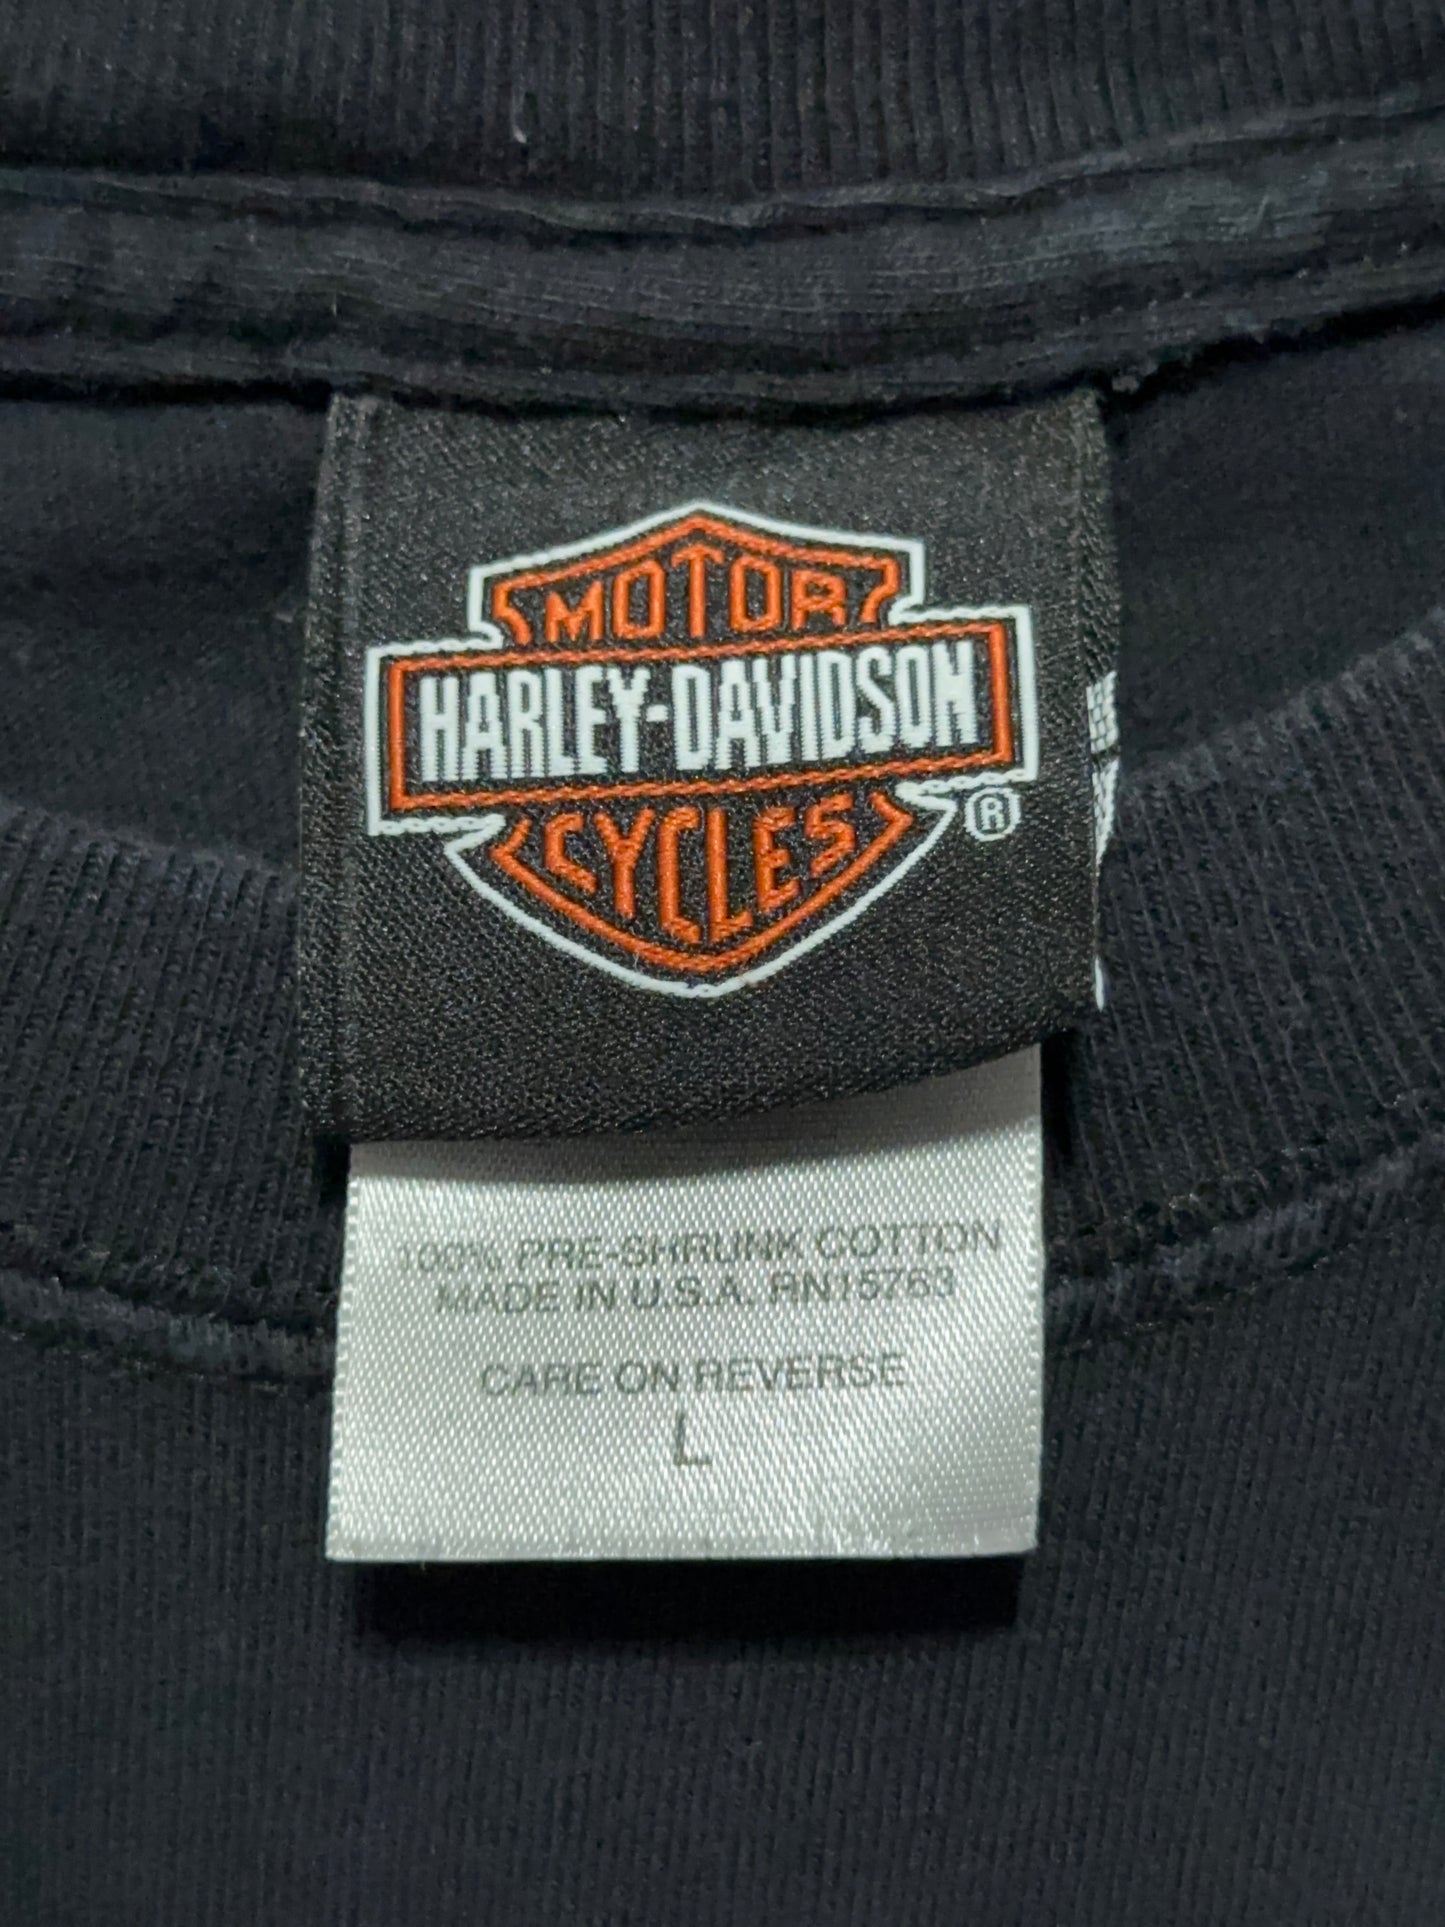 MOTOR
HARLEY-DAVIDSON
CYCLES
®
100% PRE-SHRUNK COTTON
MADE IN U.S.A. RN15763
CARE ON REVERSE
L